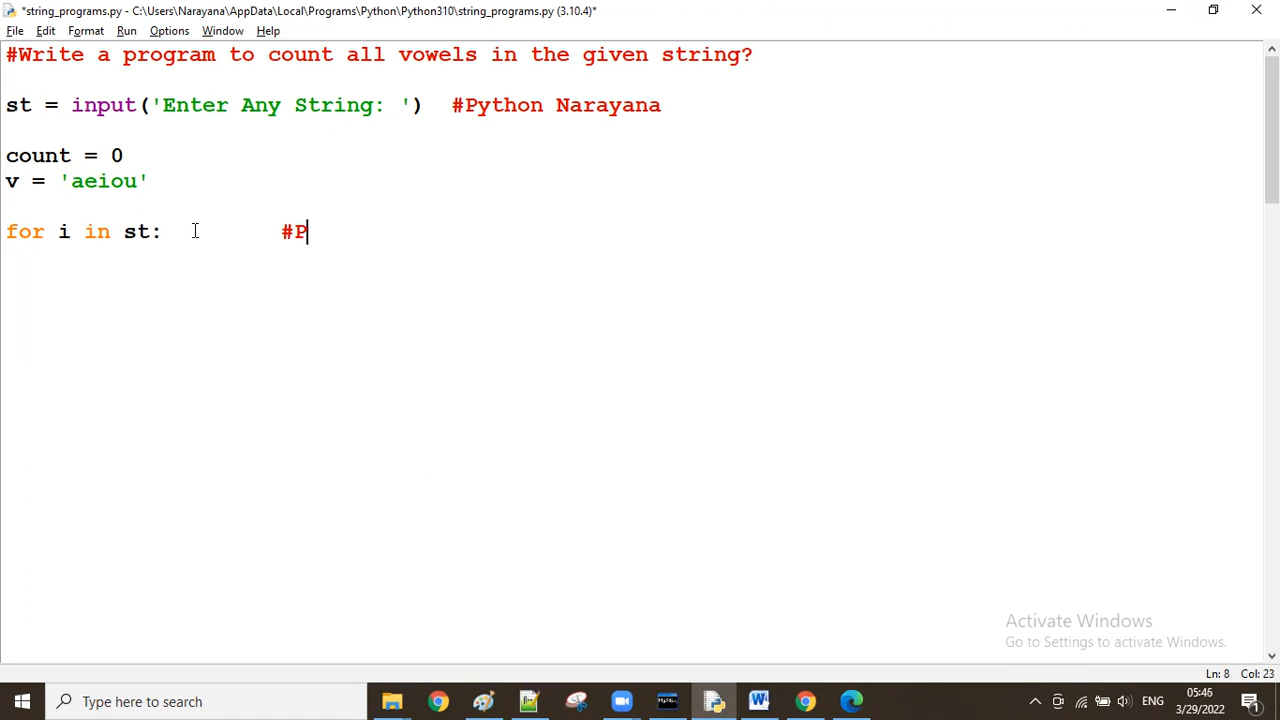 *string_programs.py - C:\Users\Narayana\AppData\Local\Programs\Python\Python310\string_programs.py (3.10.4)*
File Edit Format Run Options Window Help
#Write a program to count all vowels in the given string?
st = input('Enter Any String: ')  #Python Narayana
count = 0
v = 'aeiou'
for i in st:         #P
Activate Windows
Go to Settings to activate Windows.
Ln: 8 Col: 23
Type here to search
MySQL
W
ENG
05:46
3/29/2022
1